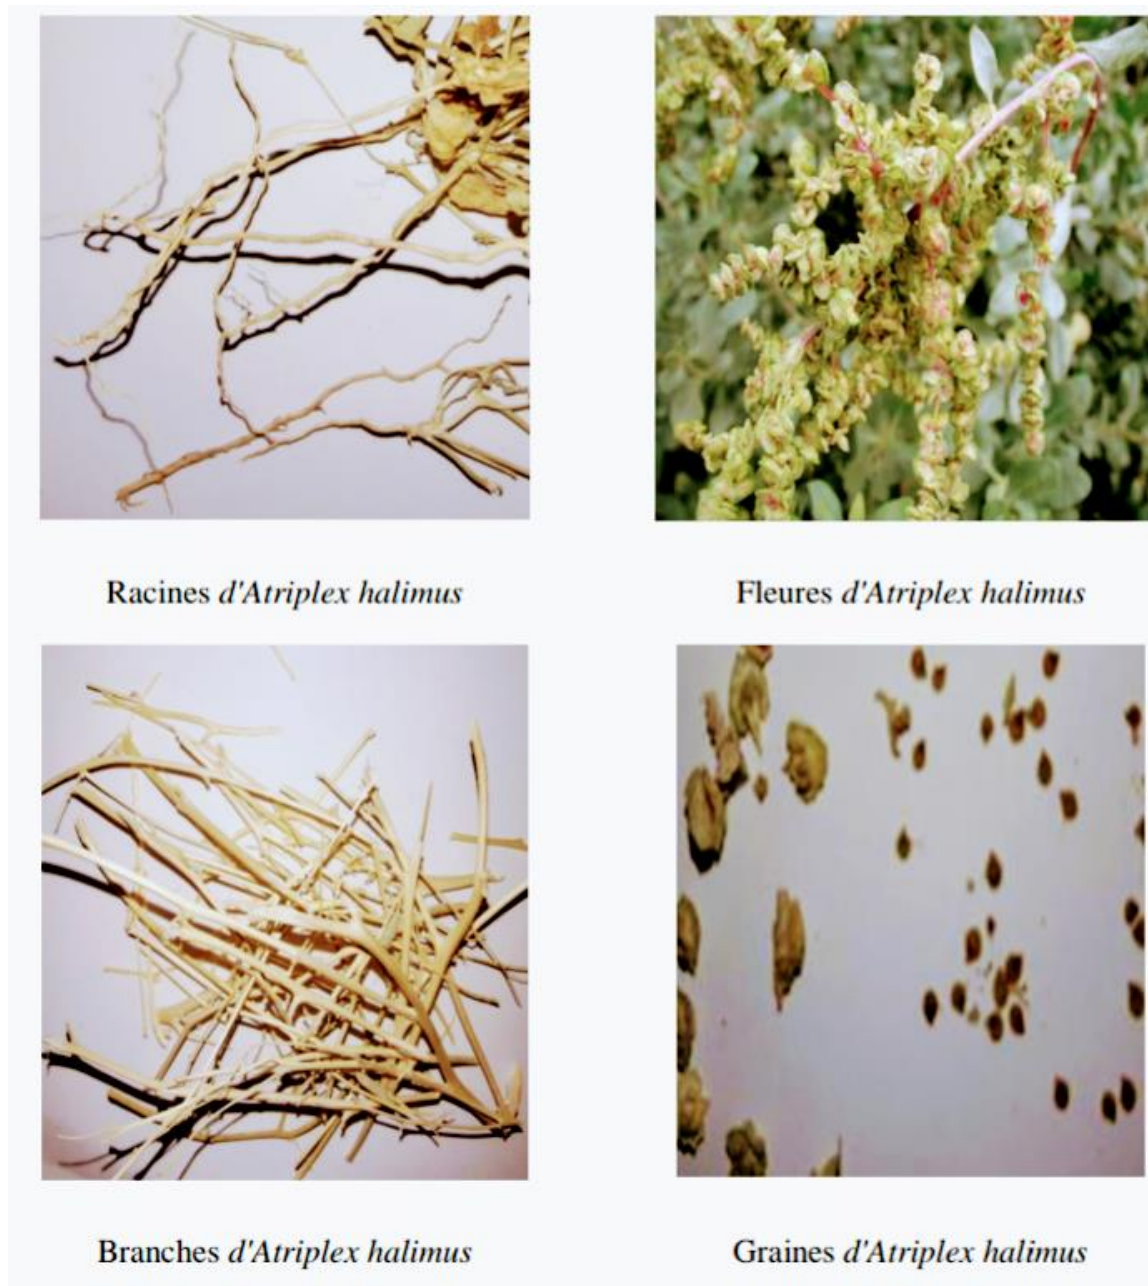 Racines d'Atriplex halimus
Fleures d'Atriplex halimus
Branches d'Atriplex halimus
Graines d'Atriplex halimus